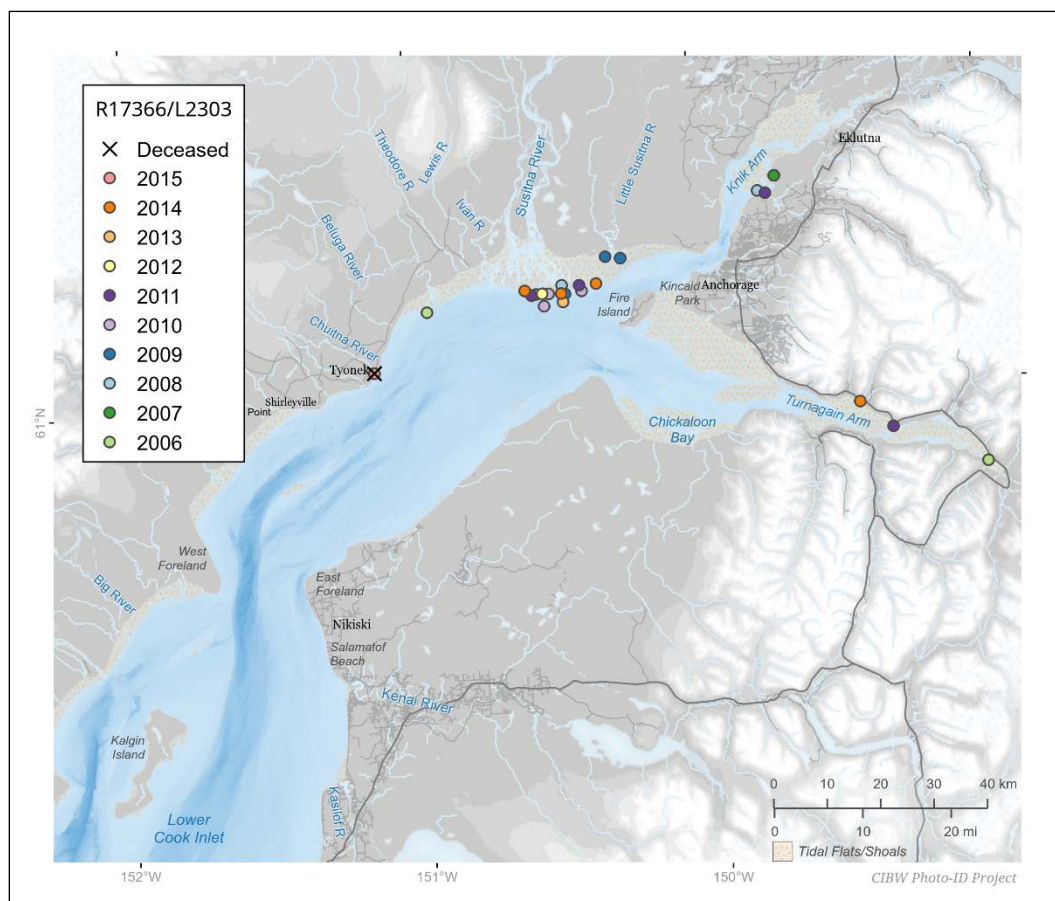 R17366/L2303
Deceased
2015
2014
2013
2012
2011
2010
2009
2008
2007
2006
Theodore R
Lewis R
Ivan R
Susitna River
Little Susitna R
Knik Arm
Eklutna
Beluga River
Chuitna River
Tyonek
Shirleyville
Point
Fire
Island
Kincaid
Park
Anchorage
Turnagain Arm
Chickaloon
Bay
61°N
West
Foreland
Big River
East
Foreland
Nikiski
Salamatof
Beach
Kenai River
Kalgin
Island
Kasilof R
Lower
Cook Inlet
0 10 20 30 40 km
0 10 20 mi
Tidal Flats/Shoals
152°W 151°W 150°W
CIBW Photo-ID Project